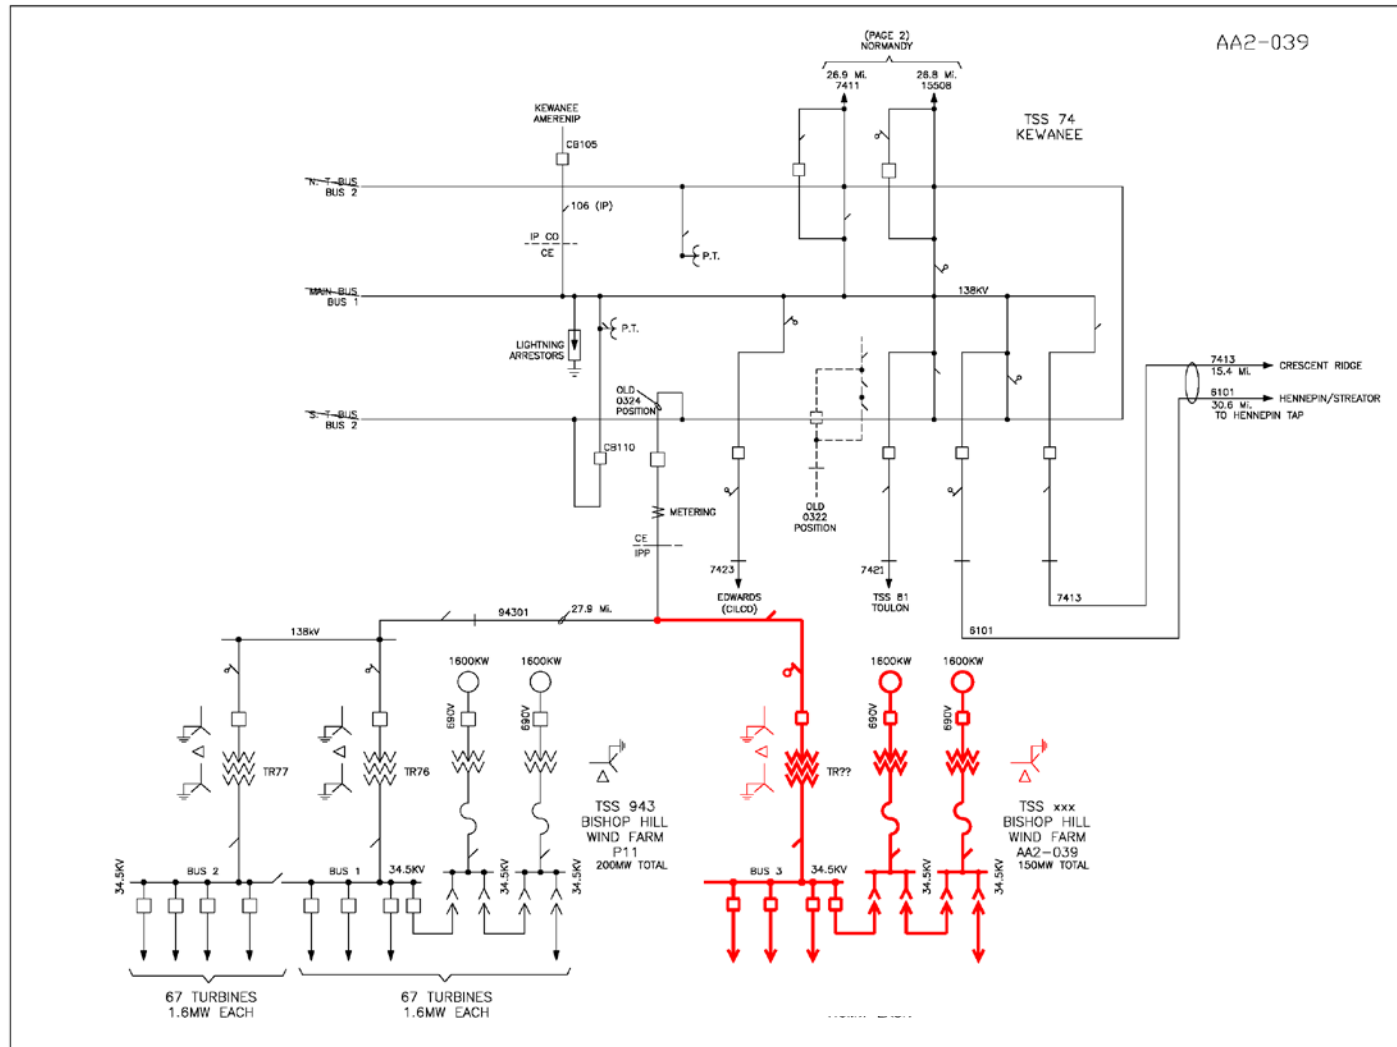 AA2-039
(PAGE 2)
NORMANDY
26.9 Mi.
7411
26.8 Mi.
15508
TSS 74
KEWANEE
KEWANEE
AMERENIP
CB105
N. T. BUS
BUS 2
106 (IP)
IP CO
CE
P.T.
MAIN BUS
BUS 1
138KV
P.T.
LIGHTNING
ARRESTORS
OLD
0324
POSITION
7413
15.4 Mi.
CRESCENT RIDGE
6101
30.6 Mi.
TO HENNEPIN TAP
HENNEPIN/STREATOR
S. T. BUS
BUS 2
CB110
METERING
OLD
0322
POSITION
CE
IPP
7423
EDWARDS
(CILCO)
7421
TSS 81
TOULON
7413
6101
94301
27.9 Mi.
138kV
1600KW
1600KW
1600KW
1600KW
690V
690V
690V
690V
TR77
TR76
TR??
TSS 943
BISHOP HILL
WIND FARM
P11
200MW TOTAL
TSS xxx
BISHOP HILL
WIND FARM
AA2-039
150MW TOTAL
34.5KV
BUS 2
BUS 1
34.5KV
34.5KV
34.5KV
BUS 3
34.5KV
34.5KV
34.5KV
67 TURBINES
1.6MW EACH
67 TURBINES
1.6MW EACH